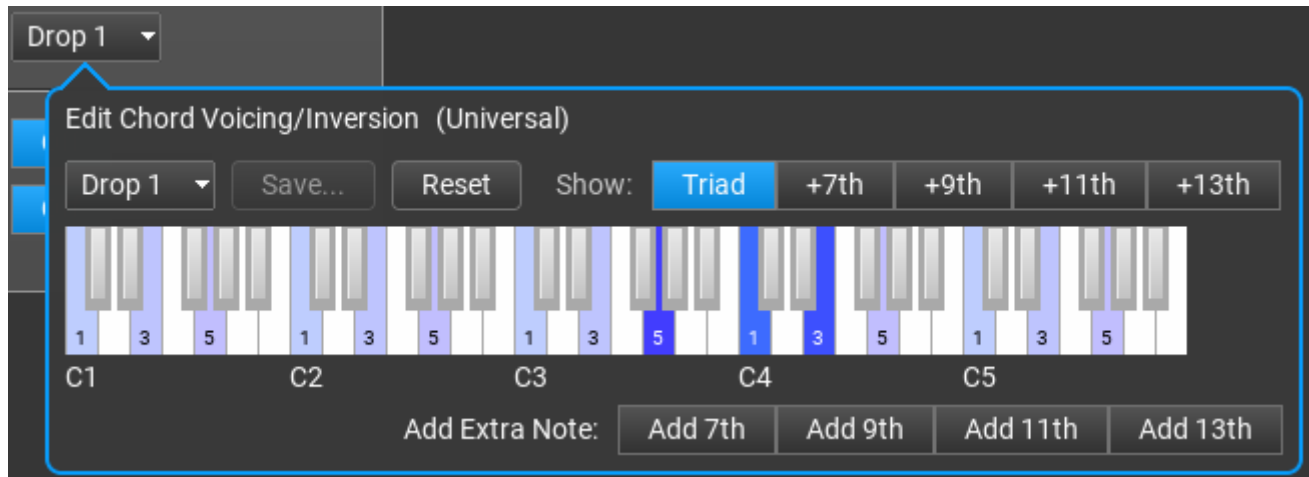 Drop 1
Edit Chord Voicing/Inversion (Universal)
Drop 1 Save... Reset Show: Triad +7th +9th +11th +13th
1 3 5 1 3 5 1 3 5 1 3 5 1 3 5
C1 C2 C3 C4 C5
Add Extra Note: Add 7th Add 9th Add 11th Add 13th